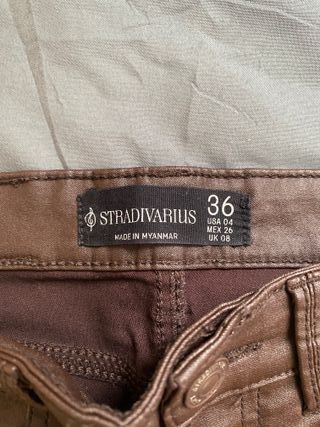 STRADIVARIUS
MADE IN MYANMAR
36
USA 04
MEX 26
UK 08